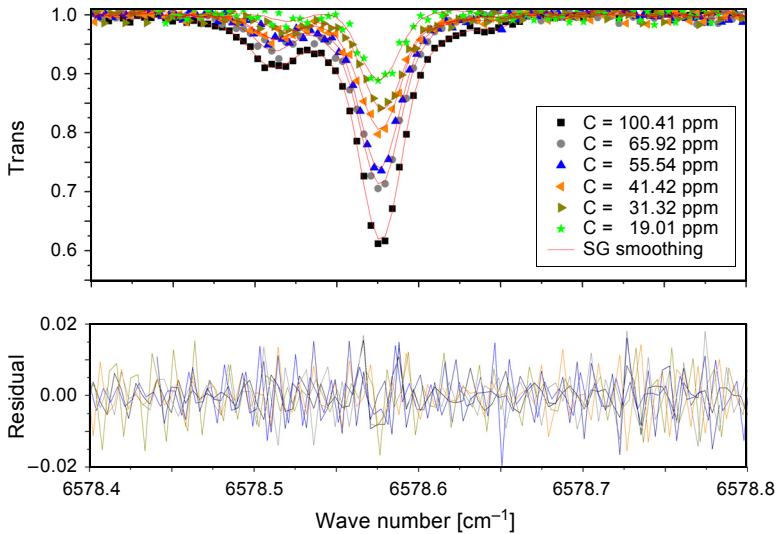 Trans
1.0
0.9
0.8
0.7
0.6
C = 100.41 ppm
C = 65.92 ppm
C = 55.54 ppm
C = 41.42 ppm
C = 31.32 ppm
C = 19.01 ppm
SG smoothing
Residual
0.02
0.00
−0.02
6578.4 6578.5 6578.6 6578.7 6578.8
Wave number [cm⁻¹]